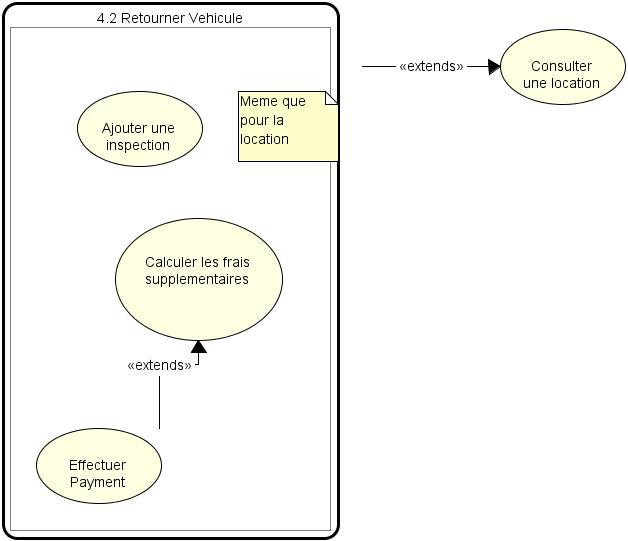 4.2 Retourner Vehicule
«extends»
Consulter
une location
Meme que
pour la
location
Ajouter une
inspection
Calculer les frais
supplementaires
«extends»
Effectuer
Payment